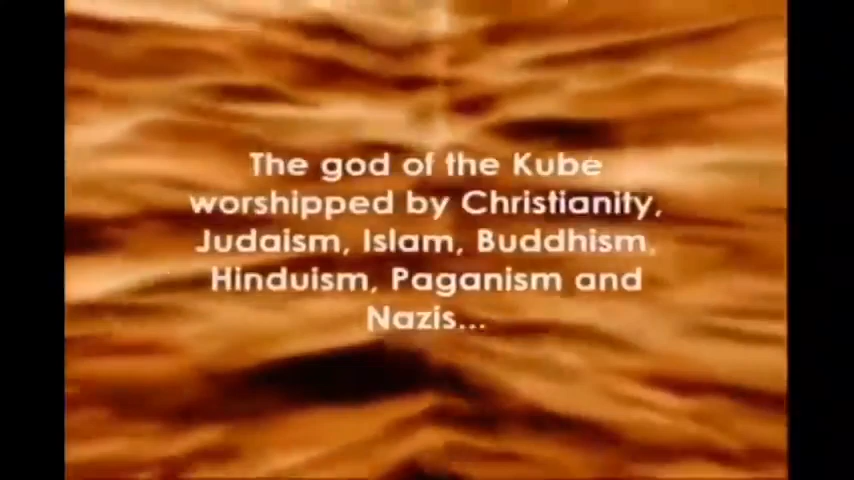 The god of the Kube
worshipped by Christianity,
Judaism, Islam, Buddhism,
Hinduism, Paganism and
Nazis...